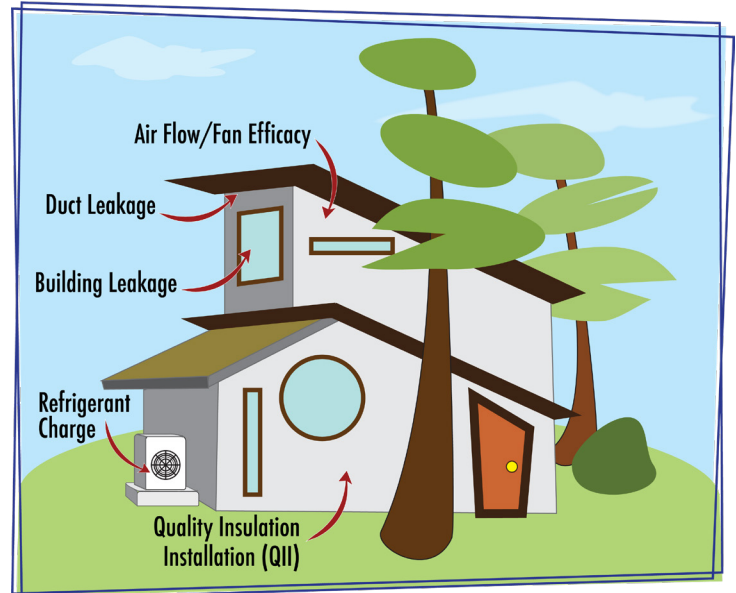 Air Flow/Fan Efficacy
Duct Leakage
Building Leakage
Refrigerant
Charge
Quality Insulation
Installation (QII)